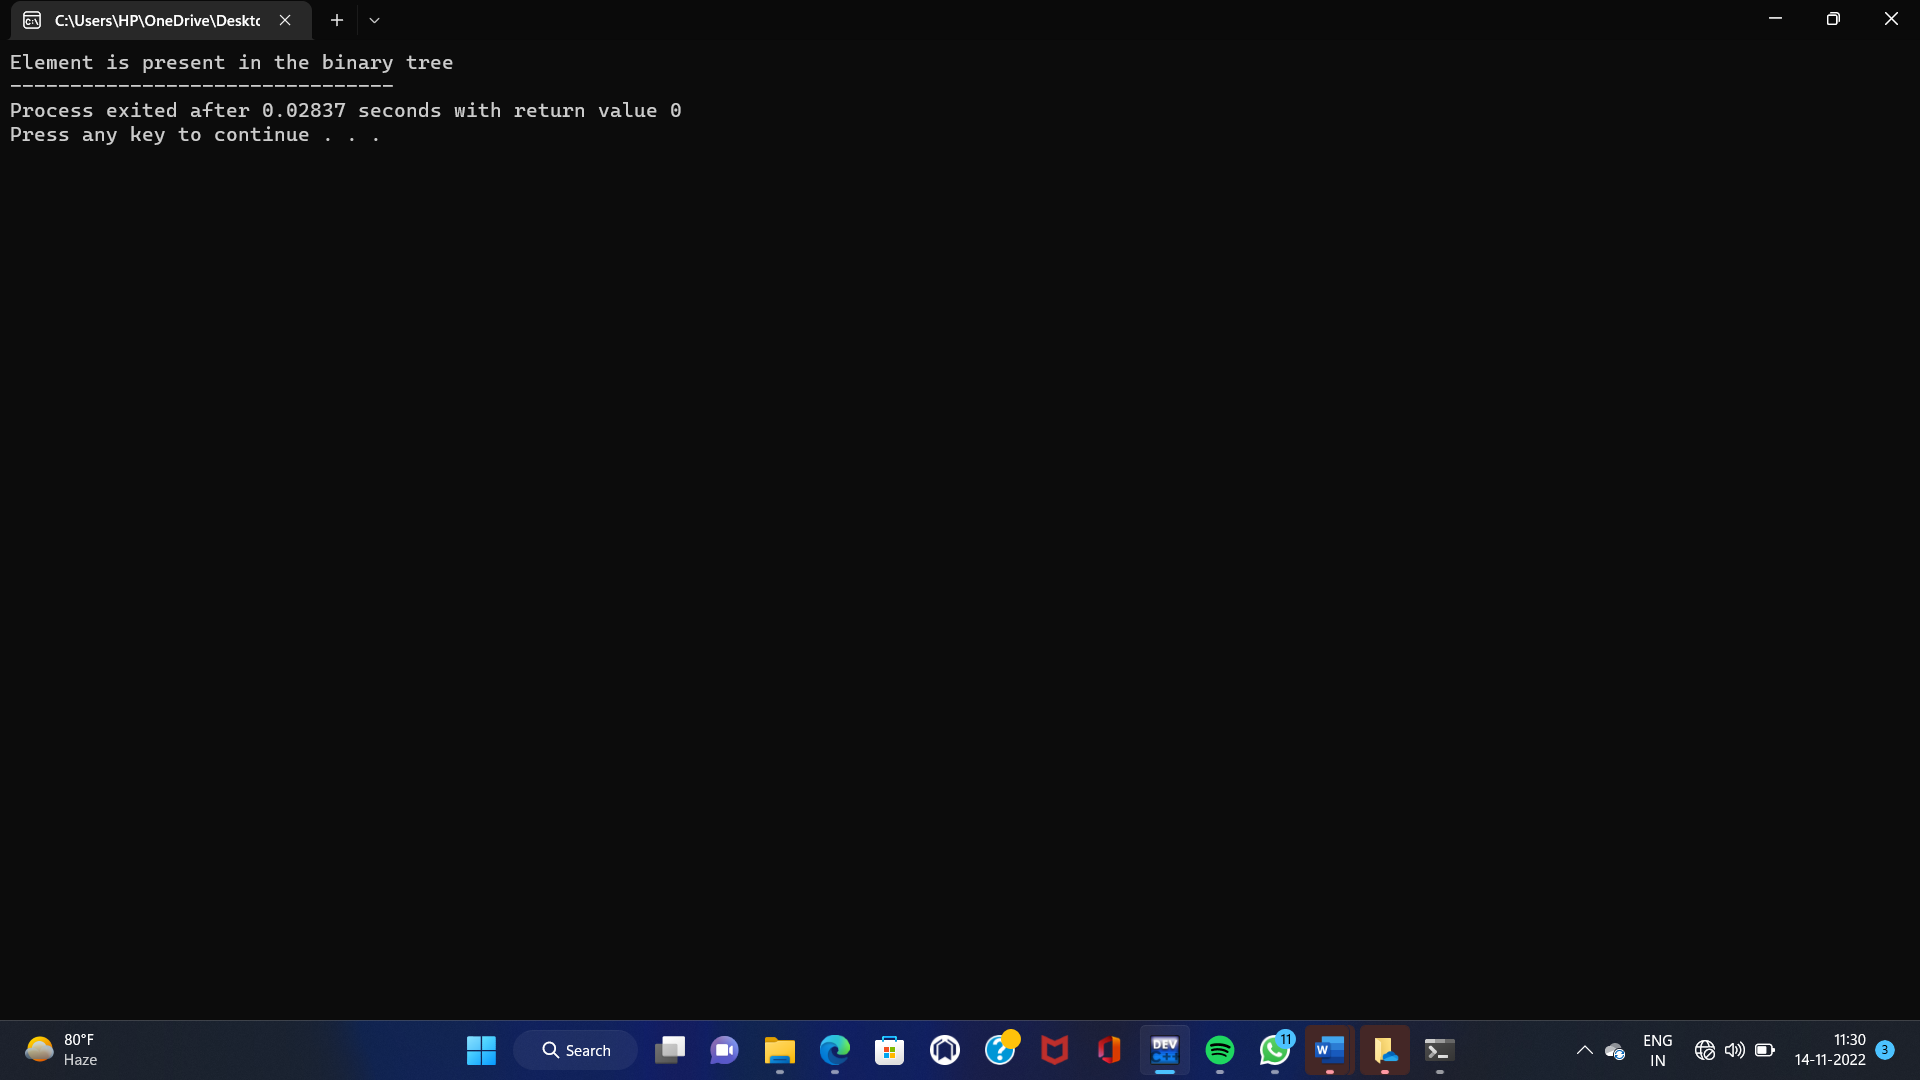 C:\Users\HP\OneDrive\Deskt
Element is present in the binary tree
--------------------------------
Process exited after 0.02837 seconds with return value 0
Press any key to continue . . .
80°F
Haze
Search
DEV
C++
11
W
ENG
IN
11:30
14-11-2022
3